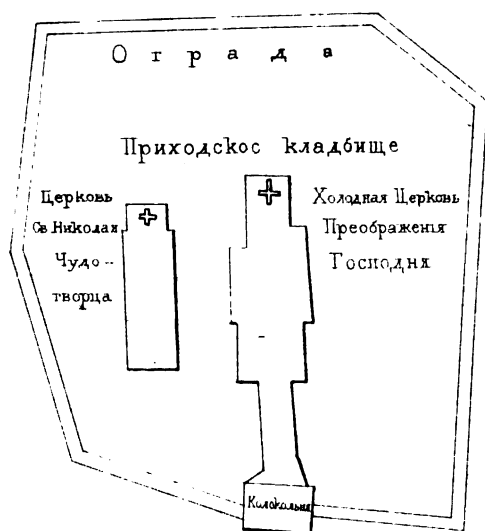 Ограда
Приходское кладбище
Церковь
Св. Николая
Чудо-
творца
Холодная Церковь
Преображения
Господня
Колокольня